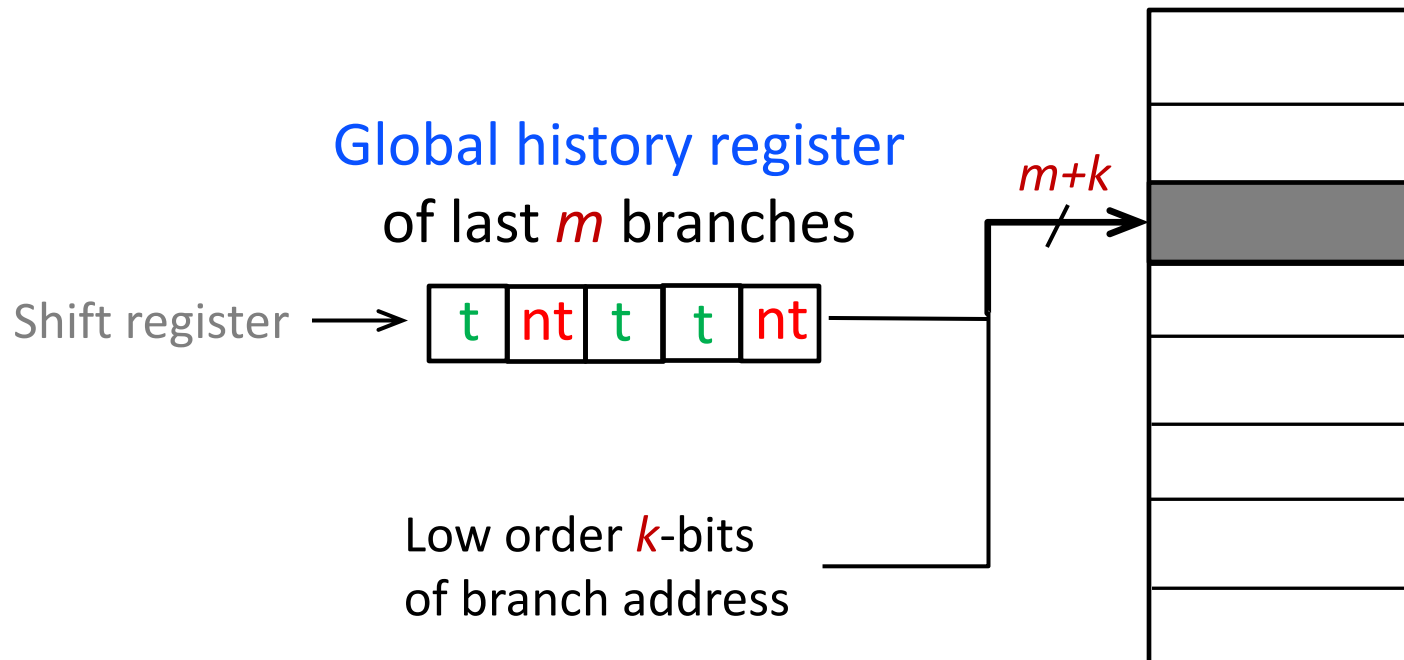 Global history register
of last m branches
m+k
Shift register
t nt t t nt
Low order k-bits
of branch address